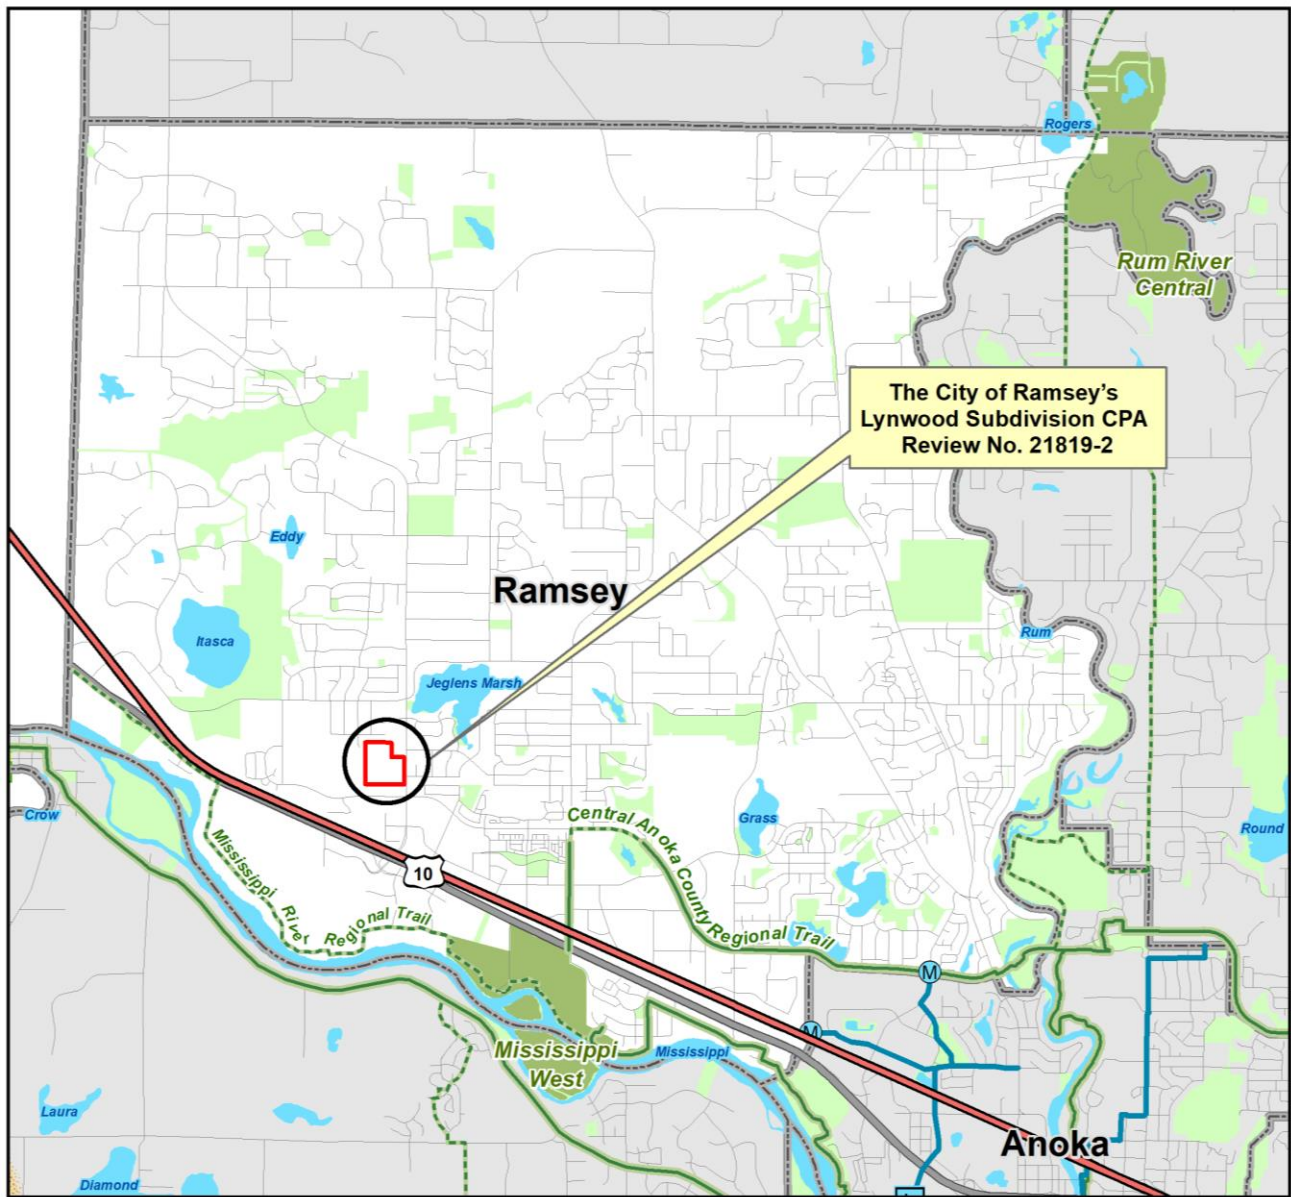 Rogers
Rum River
Central
The City of Ramsey’s
Lynwood Subdivision CPA
Review No. 21819-2
Eddy
Ramsey
Itasca
Rum
Jeglens Marsh
Crow
Grass
Round
Central Anoka County Regional Trail
10
Mississippi River Regional Trail
M
M
Mississippi
West
Mississippi
Laura
Anoka
Diamond